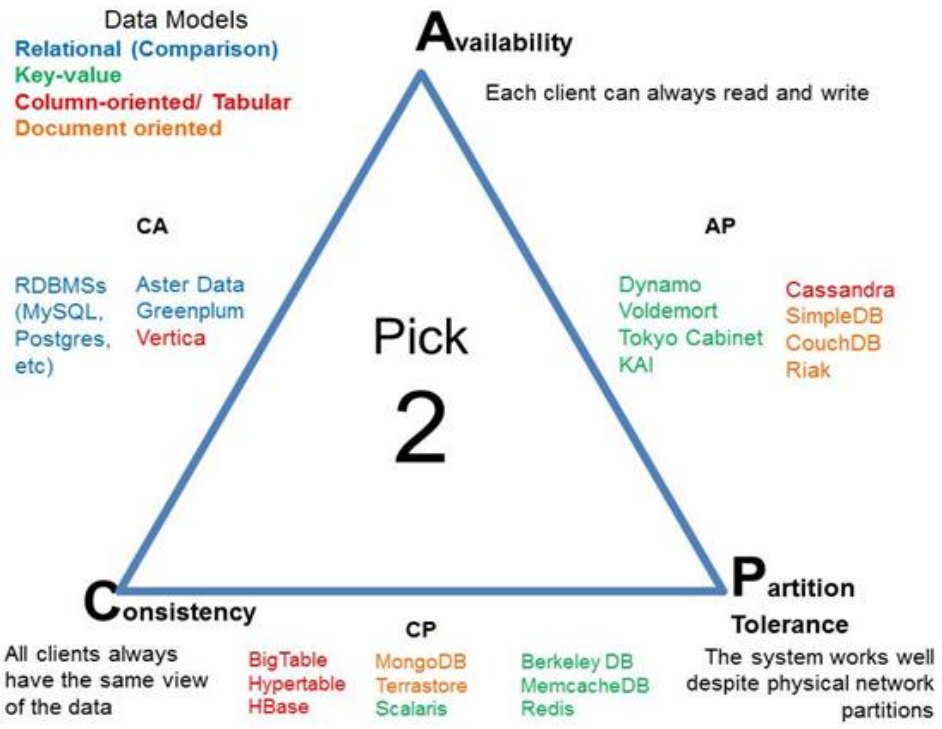 Data Models
Relational (Comparison)
Key-value
Column-oriented/ Tabular
Document oriented
Availability
Each client can always read and write
CA
RDBMSs
(MySQL,
Postgres,
etc)
Aster Data
Greenplum
Vertica
Pick
2
AP
Dynamo
Voldemort
Tokyo Cabinet
KAI
Cassandra
SimpleDB
CouchDB
Riak
Consistency
All clients always
have the same view
of the data
CP
BigTable
Hypertable
HBase
MongoDB
Terrastore
Scalaris
Berkeley DB
MemcacheDB
Redis
Partition
Tolerance
The system works well
despite physical network
partitions